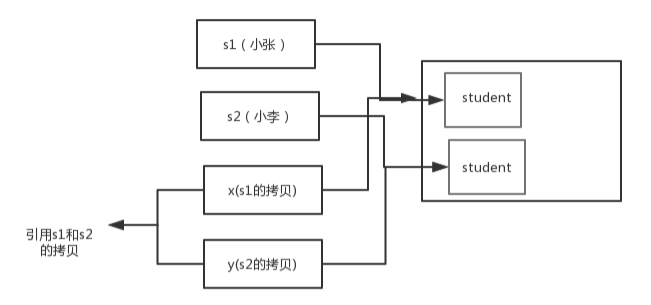 s1（小张）
student
s2（小李）
student
x(s1的拷贝)
引用s1和s2
的拷贝
y(s2的拷贝)